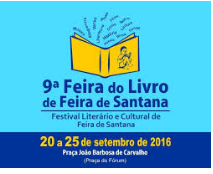 9ª Feira do Livro
de Feira de Santana
Festival Literário e Cultural de
Feira de Santana
20 a 25 de setembro de 2016
Praça João Barbosa de Carvalho
(Praça do Fórum)